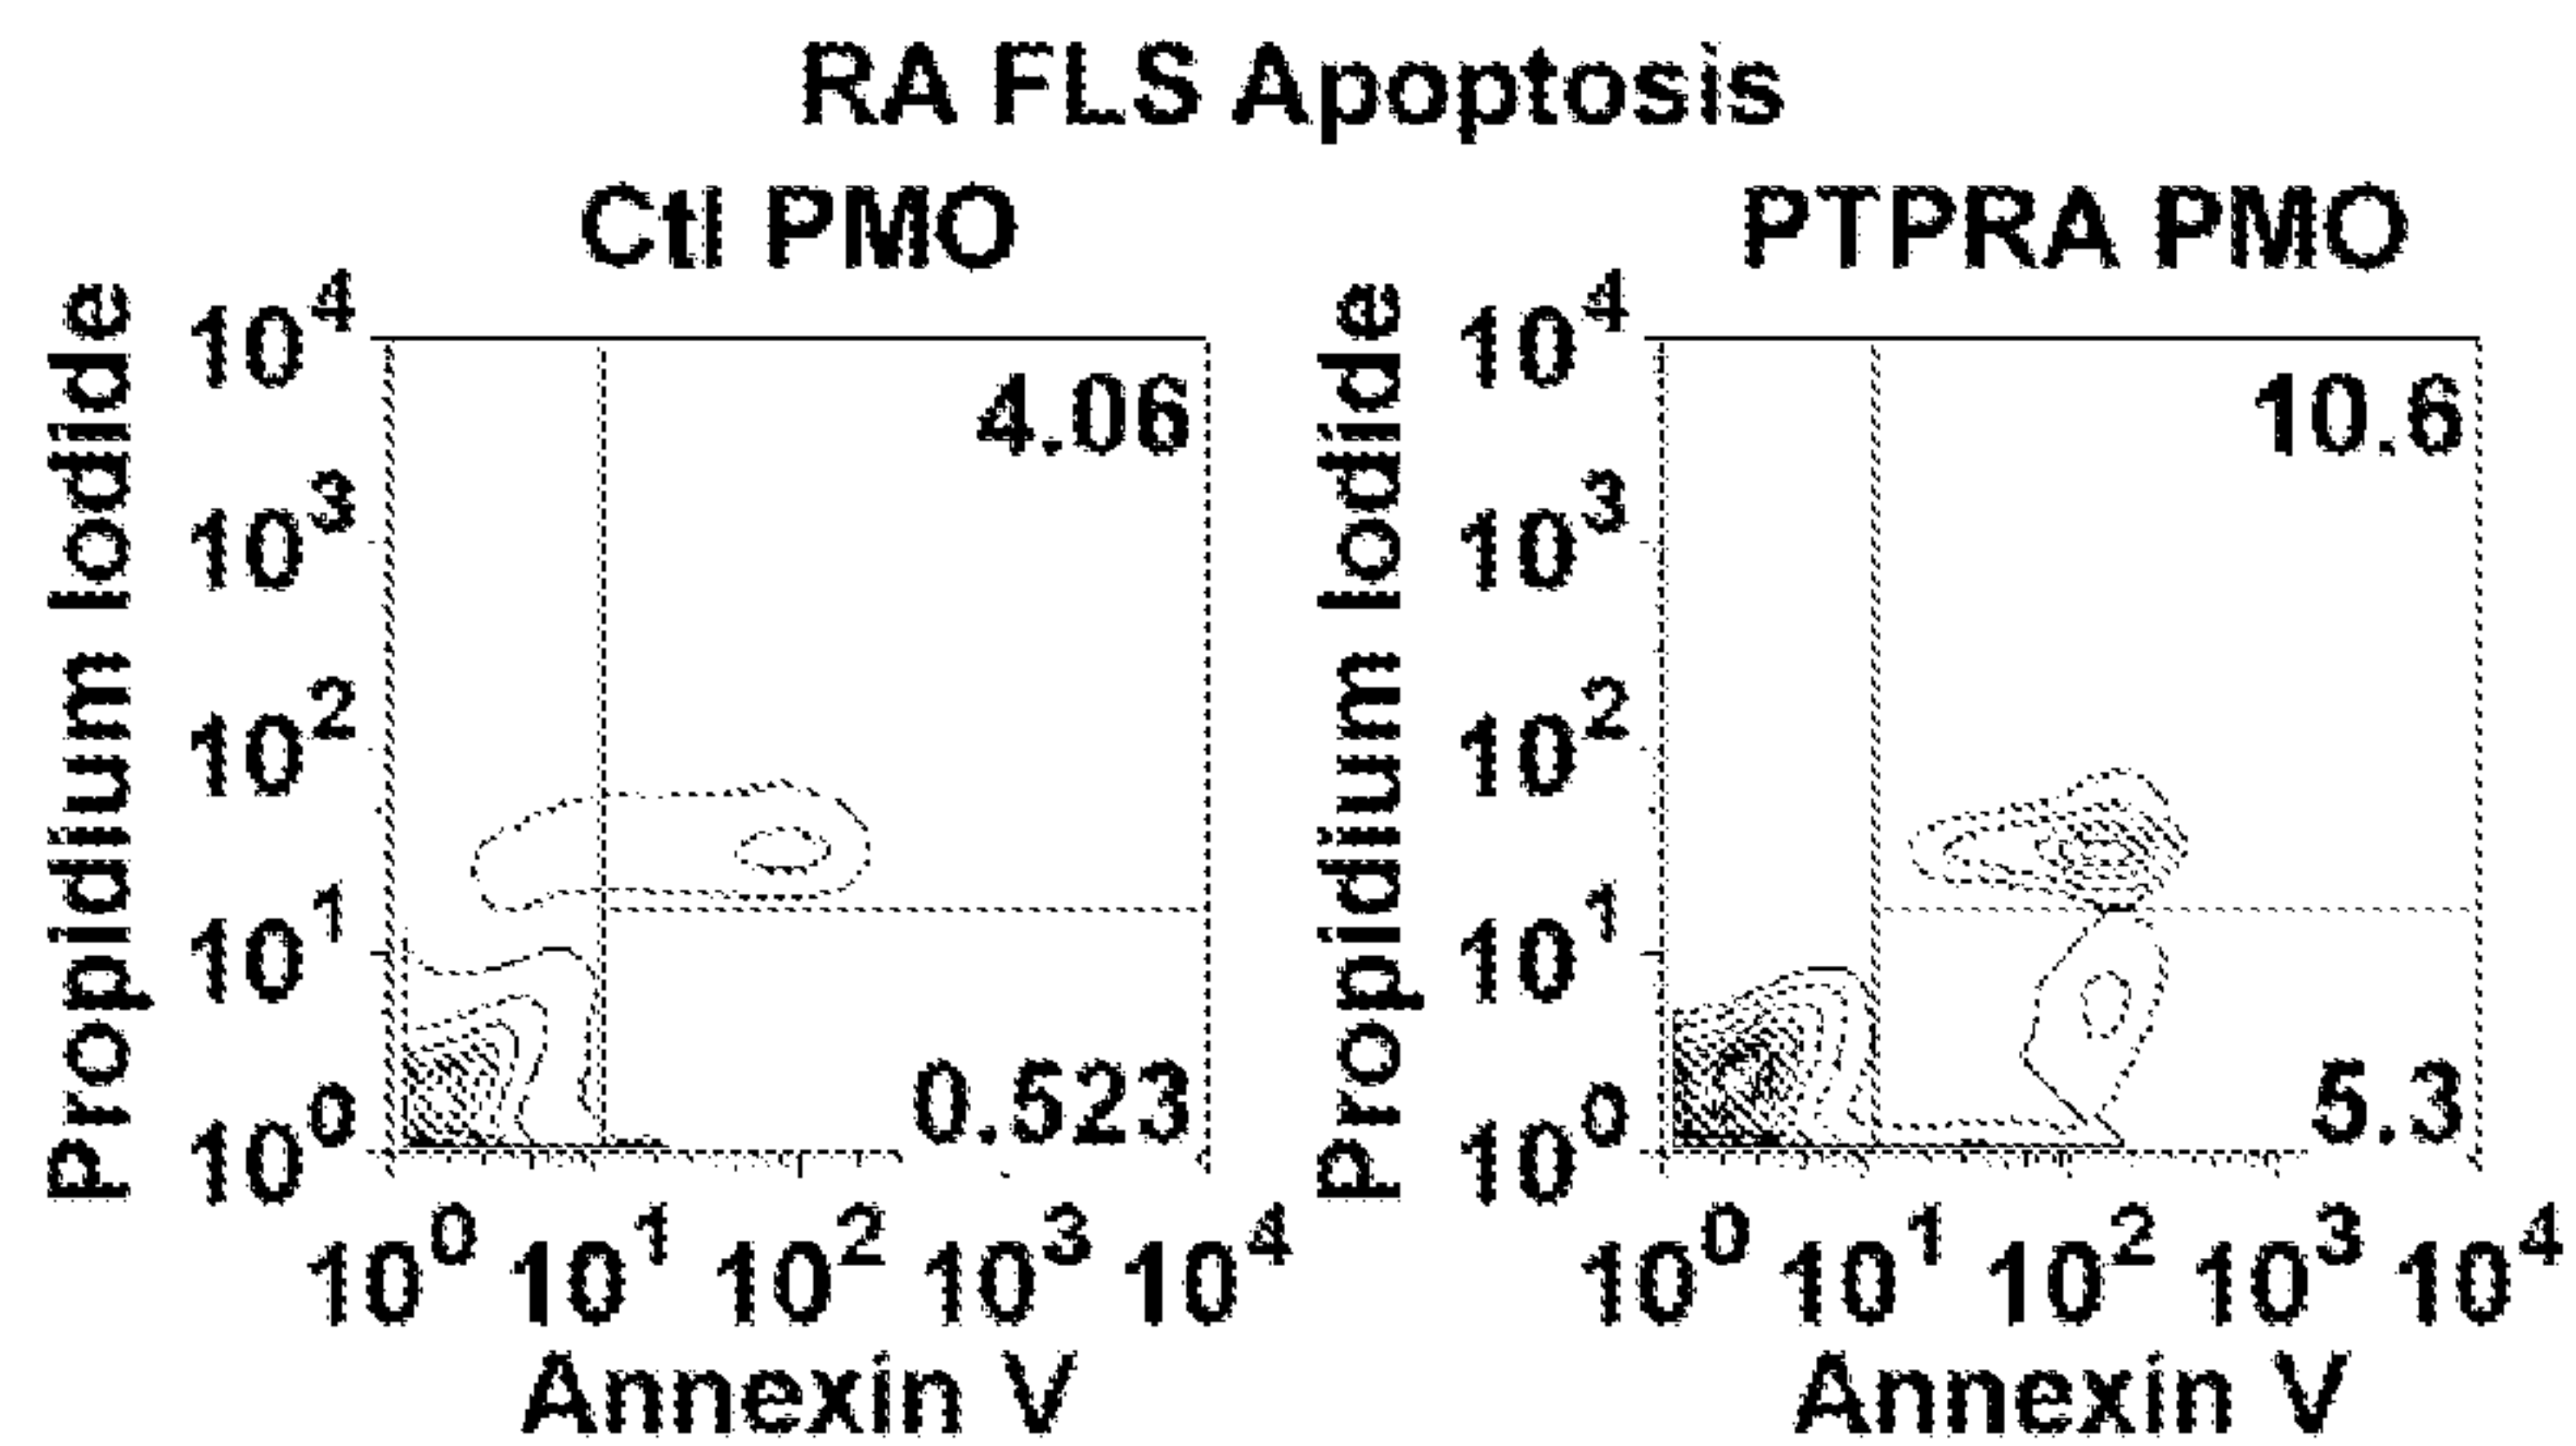 RA FLS Apoptosis
Ctl PMO
PTPRA PMO
Propidium Iodide
10^4
10^3
10^2
10^1
10^0
4.06
0.523
10^0 10^1 10^2 10^3 10^4
Annexin V
Propidium Iodide
10^4
10^3
10^2
10^1
10^0
10.6
5.3
10^0 10^1 10^2 10^3 10^4
Annexin V